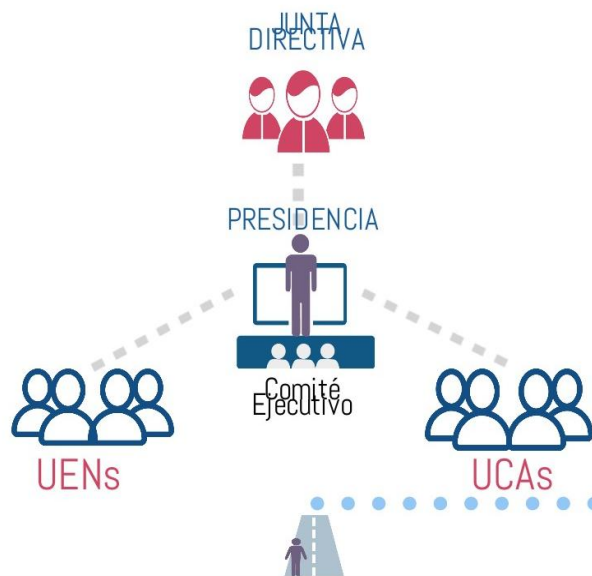 JUNTA
DIRECTIVA
PRESIDENCIA
Comité
Ejecutivo
UENs
UCAs